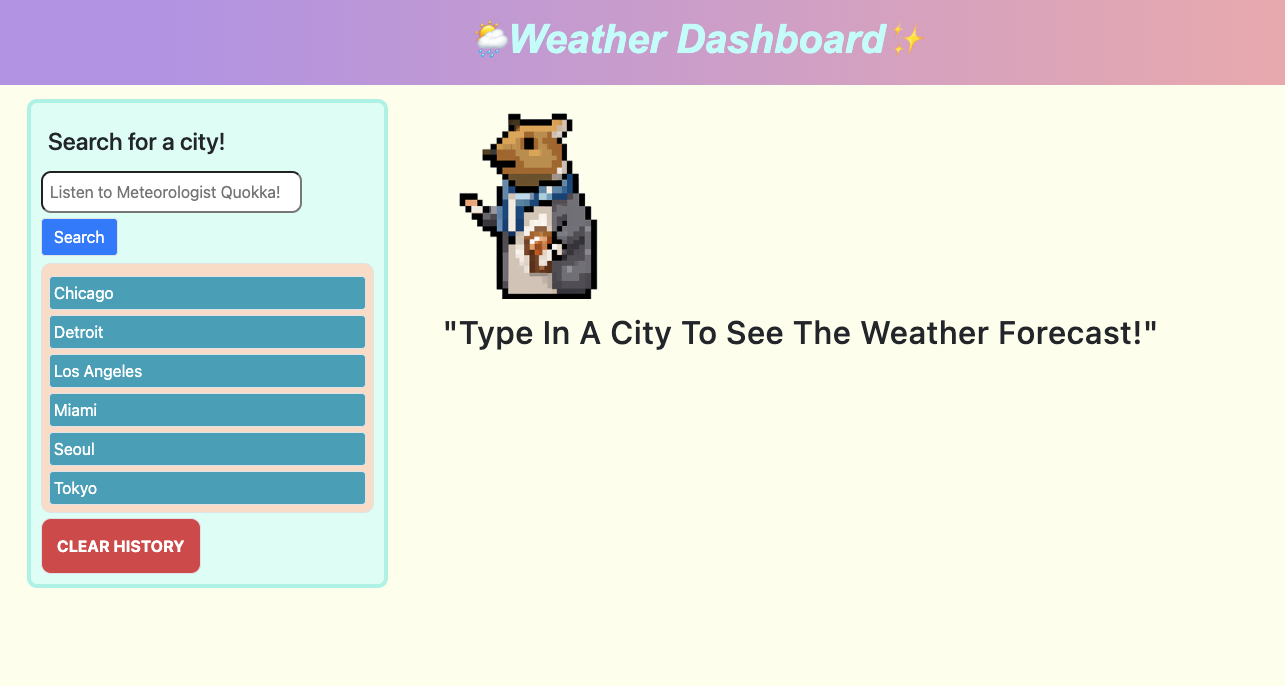 Weather Dashboard
Search for a city!
Listen to Meteorologist Quokka!
Search
Chicago
Detroit
Los Angeles
Miami
Seoul
Tokyo
CLEAR HISTORY
"Type In A City To See The Weather Forecast!"